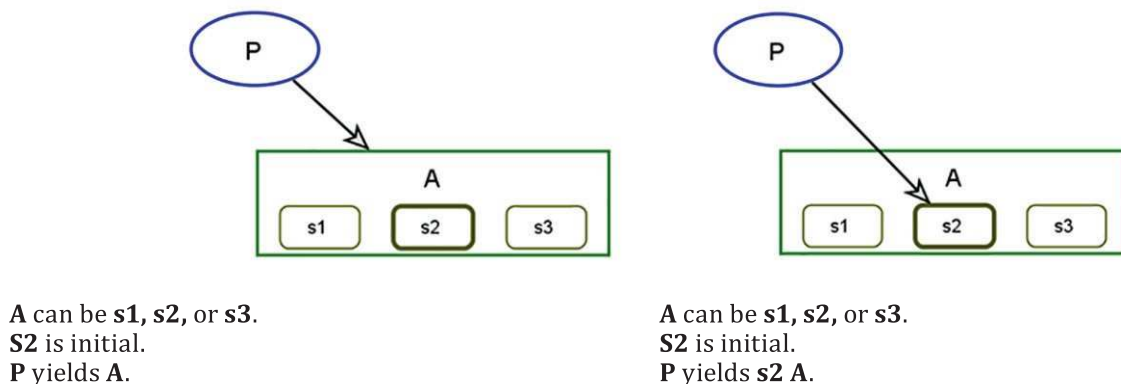 P
A
s1 s2 s3
A can be s1, s2, or s3.
S2 is initial.
P yields A.
P
A
s1 s2 s3
A can be s1, s2, or s3.
S2 is initial.
P yields s2 A.